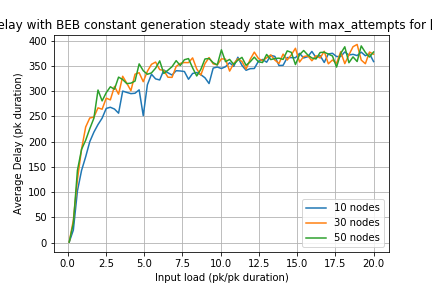 elay with BEB constant generation steady state with max_attempts for [
Average Delay (pk duration)
400
350
300
250
200
150
100
50
0
0.0 2.5 5.0 7.5 10.0 12.5 15.0 17.5 20.0
Input load (pk/pk duration)
10 nodes
30 nodes
50 nodes